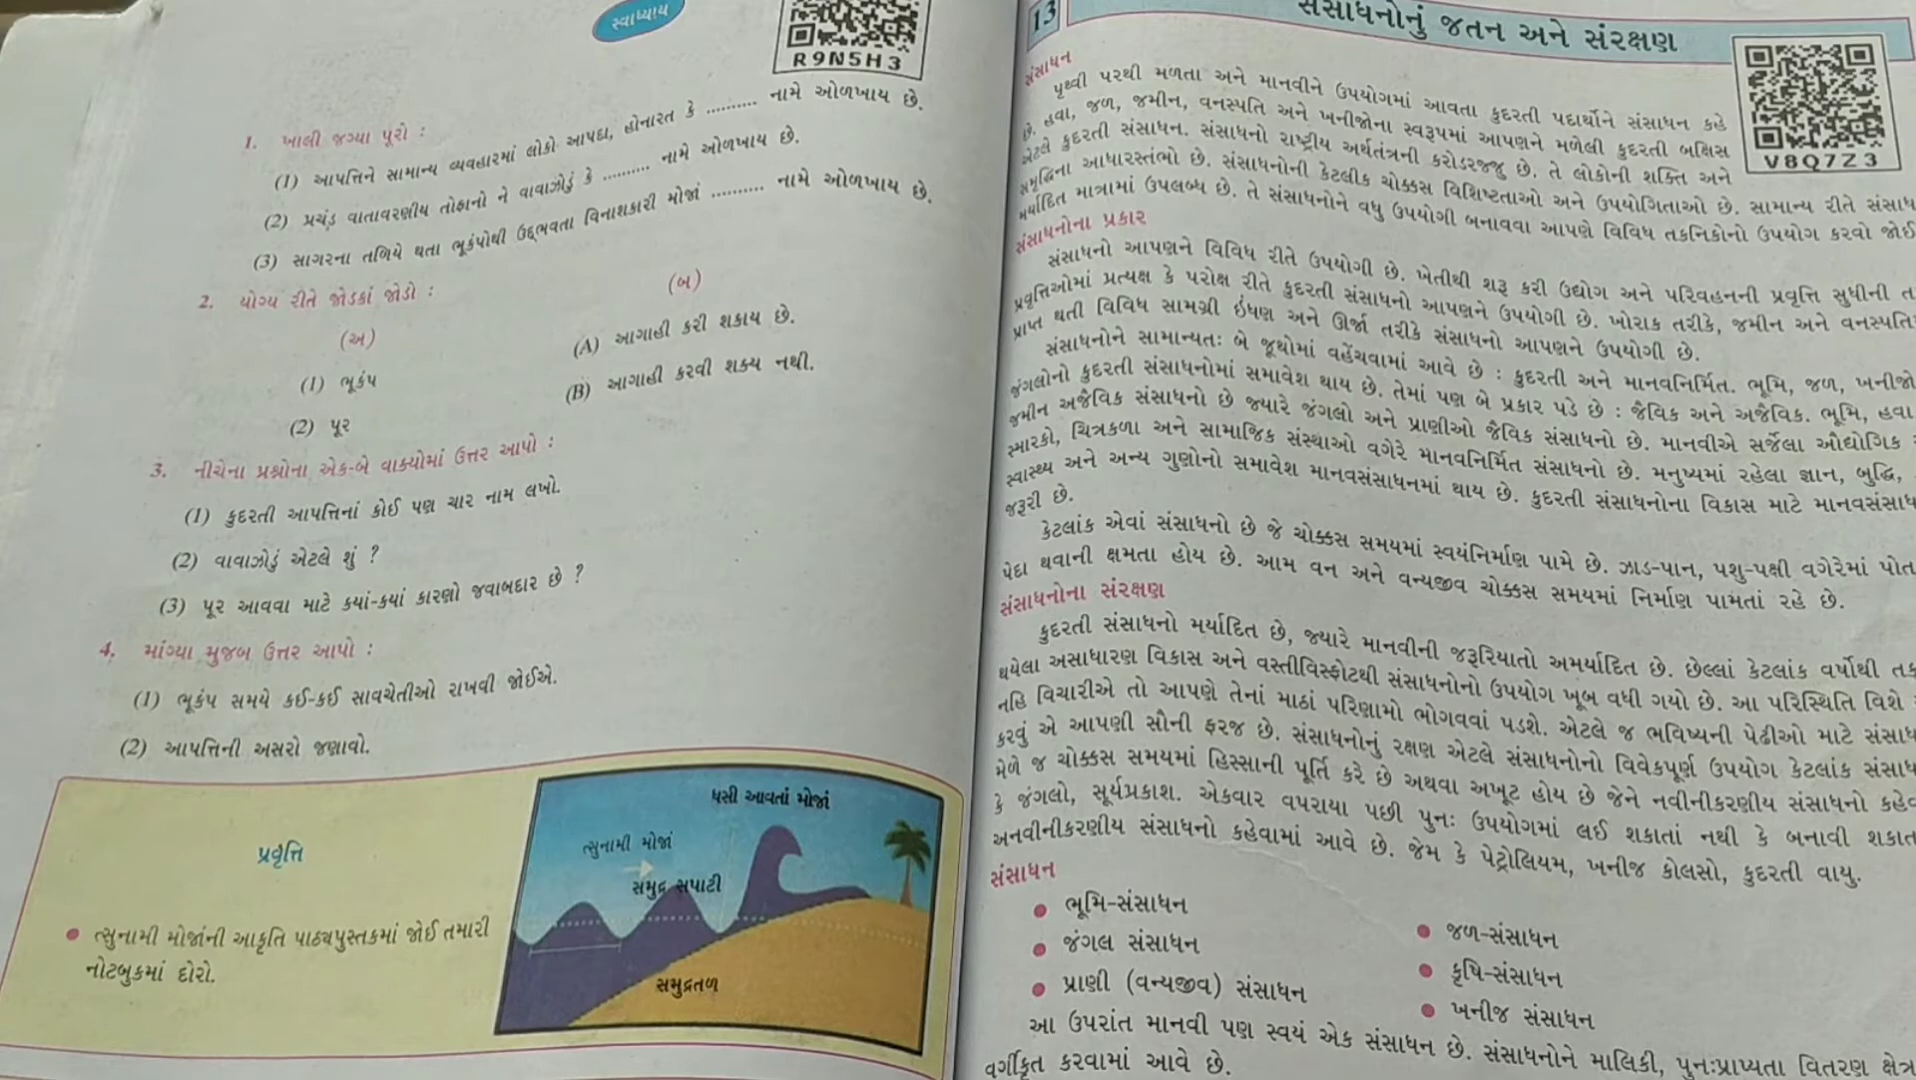 સ્વાધ્યાય
R9N5H3
1. ખાલી જગ્યા પૂરો :
(1) આપત્તિને સામાન્ય વ્યવહારમાં લોકો આપદા, હોનારત કે .......... નામે ઓળખાય છે.
(2) પ્રચંડ વાતાવરણીય તોફાનો ને વાવાઝોડું કે .......... નામે ઓળખાય છે.
(3) સાગરના તળિયે થતા ભૂકંપોથી ઉદ્દભવતા વિનાશકારી મોજાં .......... નામે ઓળખાય છે.
2. યોગ્ય રીતે જોડકાં જોડો :
(અ) (બ)
(1) ભૂકંપ (A) આગાહી કરી શકાય છે.
(2) પૂર (B) આગાહી કરવી શક્ય નથી.
3. નીચેના પ્રશ્નોના એક-બે વાક્યોમાં ઉત્તર આપો :
(1) કુદરતી આપત્તિનાં કોઈ પણ ચાર નામ લખો.
(2) વાવાઝોડું એટલે શું ?
(3) પૂર આવવા માટે કયાં-કયાં કારણો જવાબદાર છે ?
4. માંગ્યા મુજબ ઉત્તર આપો :
(1) ભૂકંપ સમયે કઈ-કઈ સાવચેતીઓ રાખવી જોઈએ.
(2) આપત્તિની અસરો જણાવો.
પ્રવૃત્તિ
● ત્સુનામી મોજાંની આકૃતિ પાઠ્યપુસ્તકમાં જોઈ તમારી
નોટબુકમાં દોરો.
ધસી આવતાં મોજાં
ત્સુનામી મોજાં
સમુદ્ર સપાટી
સમુદ્રતળ
13 સંસાધનોનું જતન અને સંરક્ષણ
V8Q7Z3
સંસાધન
પૃથ્વી પરથી મળતા અને માનવીને ઉપયોગમાં આવતા કુદરતી પદાર્થોને સંસાધન કહે
છે. હવા, જળ, જમીન, વનસ્પતિ અને ખનીજોના સ્વરૂપમાં આપણને મળેલી કુદરતી બક્ષિસ
એટલે કુદરતી સંસાધન. સંસાધનો રાષ્ટ્રીય અર્થતંત્રની કરોડરજ્જુ છે. તે લોકોની શક્તિ અને
સમૃદ્ધિના આધારસ્તંભો છે. સંસાધનોની કેટલીક ચોક્કસ વિશિષ્ટતાઓ અને ઉપયોગિતાઓ છે. સામાન્ય રીતે
મર્યાદિત માત્રામાં ઉપલબ્ધ છે. તે સંસાધનોને વધુ ઉપયોગી બનાવવા આપણે વિવિધ તકનિકોનો ઉપયોગ કરવો
સંસાધનોના પ્રકાર
સંસાધનો આપણને વિવિધ રીતે ઉપયોગી છે. ખેતીથી શરૂ કરી ઉદ્યોગ અને પરિવહનની પ્રવૃત્તિ સુધીની
પ્રવૃત્તિઓમાં પ્રત્યક્ષ કે પરોક્ષ રીતે કુદરતી સંસાધનો આપણને ઉપયોગી છે. ખોરાક તરીકે, જમીન અને વનસ્પતિ
પ્રાપ્ત થતી વિવિધ સામગ્રી ઇંધણ અને ઊર્જા તરીકે સંસાધનો આપણને ઉપયોગી છે.
સંસાધનોને સામાન્યતઃ બે જૂથોમાં વહેંચવામાં આવે છે : કુદરતી અને માનવનિર્મિત. ભૂમિ, જળ, ખનીજો
જંગલોનો કુદરતી સંસાધનોમાં સમાવેશ થાય છે. તેમાં પણ બે પ્રકાર પડે છે : જૈવિક અને અજૈવિક. ભૂમિ, હવા
જમીન અજૈવિક સંસાધનો છે જ્યારે જંગલો અને પ્રાણીઓ જૈવિક સંસાધનો છે. માનવીએ સર્જેલા ઔદ્યોગિક
સ્મારકો, ચિત્રકળા અને સામાજિક સંસ્થાઓ વગેરે માનવનિર્મિત સંસાધનો છે. મનુષ્યમાં રહેલા જ્ઞાન, બુદ્ધિ,
સ્વાસ્થ્ય અને અન્ય ગુણોનો સમાવેશ માનવસંસાધનમાં થાય છે. કુદરતી સંસાધનોના વિકાસ માટે
જરૂરી છે.
કેટલાંક એવાં સંસાધનો છે જે ચોક્કસ સમયમાં સ્વયંનિર્માણ પામે છે. ઝાડ-પાન, પશુ-પક્ષી વગેરેમાં
પેદા થવાની ક્ષમતા હોય છે. આમ વન અને વન્યજીવ ચોક્કસ સમયમાં નિર્માણ પામતાં રહે છે.
સંસાધનોના સંરક્ષણ
કુદરતી સંસાધનો મર્યાદિત છે, જ્યારે માનવીની જરૂરિયાતો અમર્યાદિત છે. છેલ્લાં કેટલાંક વર્ષોથી
થયેલા અસાધારણ વિકાસ અને વસ્તીવિસ્ફોટથી સંસાધનોનો ઉપયોગ ખૂબ વધી ગયો છે. આ પરિસ્થિતિ વિશે
નહિ વિચારીએ તો આપણે તેનાં માઠાં પરિણામો ભોગવવાં પડશે. એટલે જ ભવિષ્યની પેઢીઓ માટે
કરવું એ આપણી સૌની ફરજ છે. સંસાધનોનું રક્ષણ એટલે સંસાધનોનો વિવેકપૂર્ણ ઉપયોગ કેટલાંક
મેળે જ ચોક્કસ સમયમાં હિસ્સાની પૂર્તિ કરે છે અથવા અખૂટ હોય છે જેને નવીનીકરણીય સંસાધનો
કે જંગલો, સૂર્યપ્રકાશ. એકવાર વપરાયા પછી પુનઃ ઉપયોગમાં લઈ શકાતાં નથી કે બનાવી
અનવીનીકરણીય સંસાધનો કહેવામાં આવે છે. જેમ કે પેટ્રોલિયમ, ખનીજ કોલસો, કુદરતી વાયુ.
સંસાધન
● ભૂમિ-સંસાધન ● જળ-સંસાધન
● જંગલ સંસાધન ● કૃષિ-સંસાધન
● પ્રાણી (વન્યજીવ) સંસાધન ● ખનીજ સંસાધન
આ ઉપરાંત માનવી પણ સ્વયં એક સંસાધન છે. સંસાધનોને માલિકી, પુનઃપ્રાપ્યતા વિતરણ ક્ષેત્ર
વર્ગીકૃત કરવામાં આવે છે.